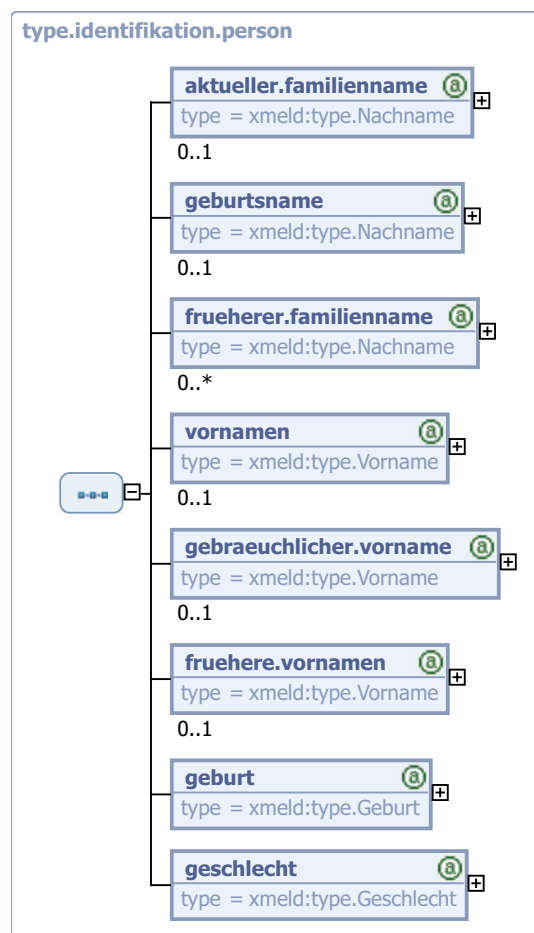 type.identifikation.person
aktueller.familienname
type = xmeld:type.Nachname
0..1
geburtsname
type = xmeld:type.Nachname
0..1
frueherer.familienname
type = xmeld:type.Nachname
0..*
vornamen
type = xmeld:type.Vorname
0..1
gebraeuchlicher.vorname
type = xmeld:type.Vorname
0..1
fruehere.vornamen
type = xmeld:type.Vorname
0..1
geburt
type = xmeld:type.Geburt
geschlecht
type = xmeld:type.Geschlecht